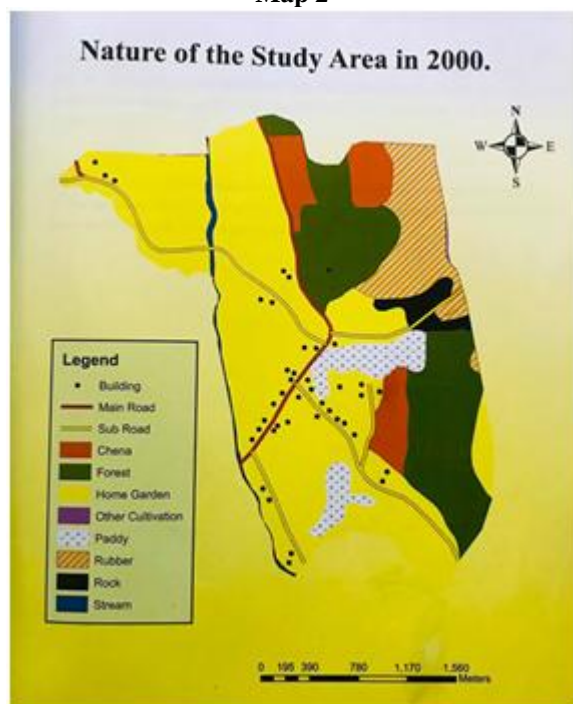 Map 2
Nature of the Study Area in 2000.
N
W E
S
Legend
Building
Main Road
Sub Road
Chena
Forest
Home Garden
Other Cultivation
Paddy
Rubber
Rock
Stream
0 195 390 780 1,170 1,560
Meters